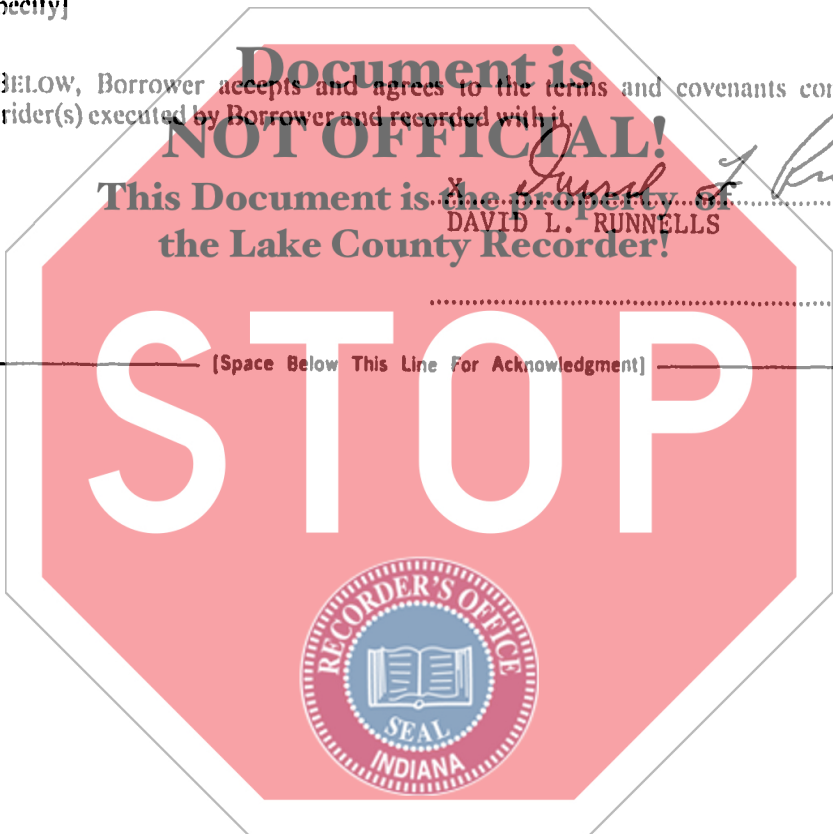 pecify]
BELOW, Borrower accepts and agrees to the terms and covenants con
rider(s) executed by Borrower and recorded with it.
Document is
NOT OFFICIAL!
This Document is the property of
the Lake County Recorder!
X
DAVID L. RUNNELLS
[Space Below This Line For Acknowledgment]
STOP
RECORDER'S OFFICE
SEAL
INDIANA